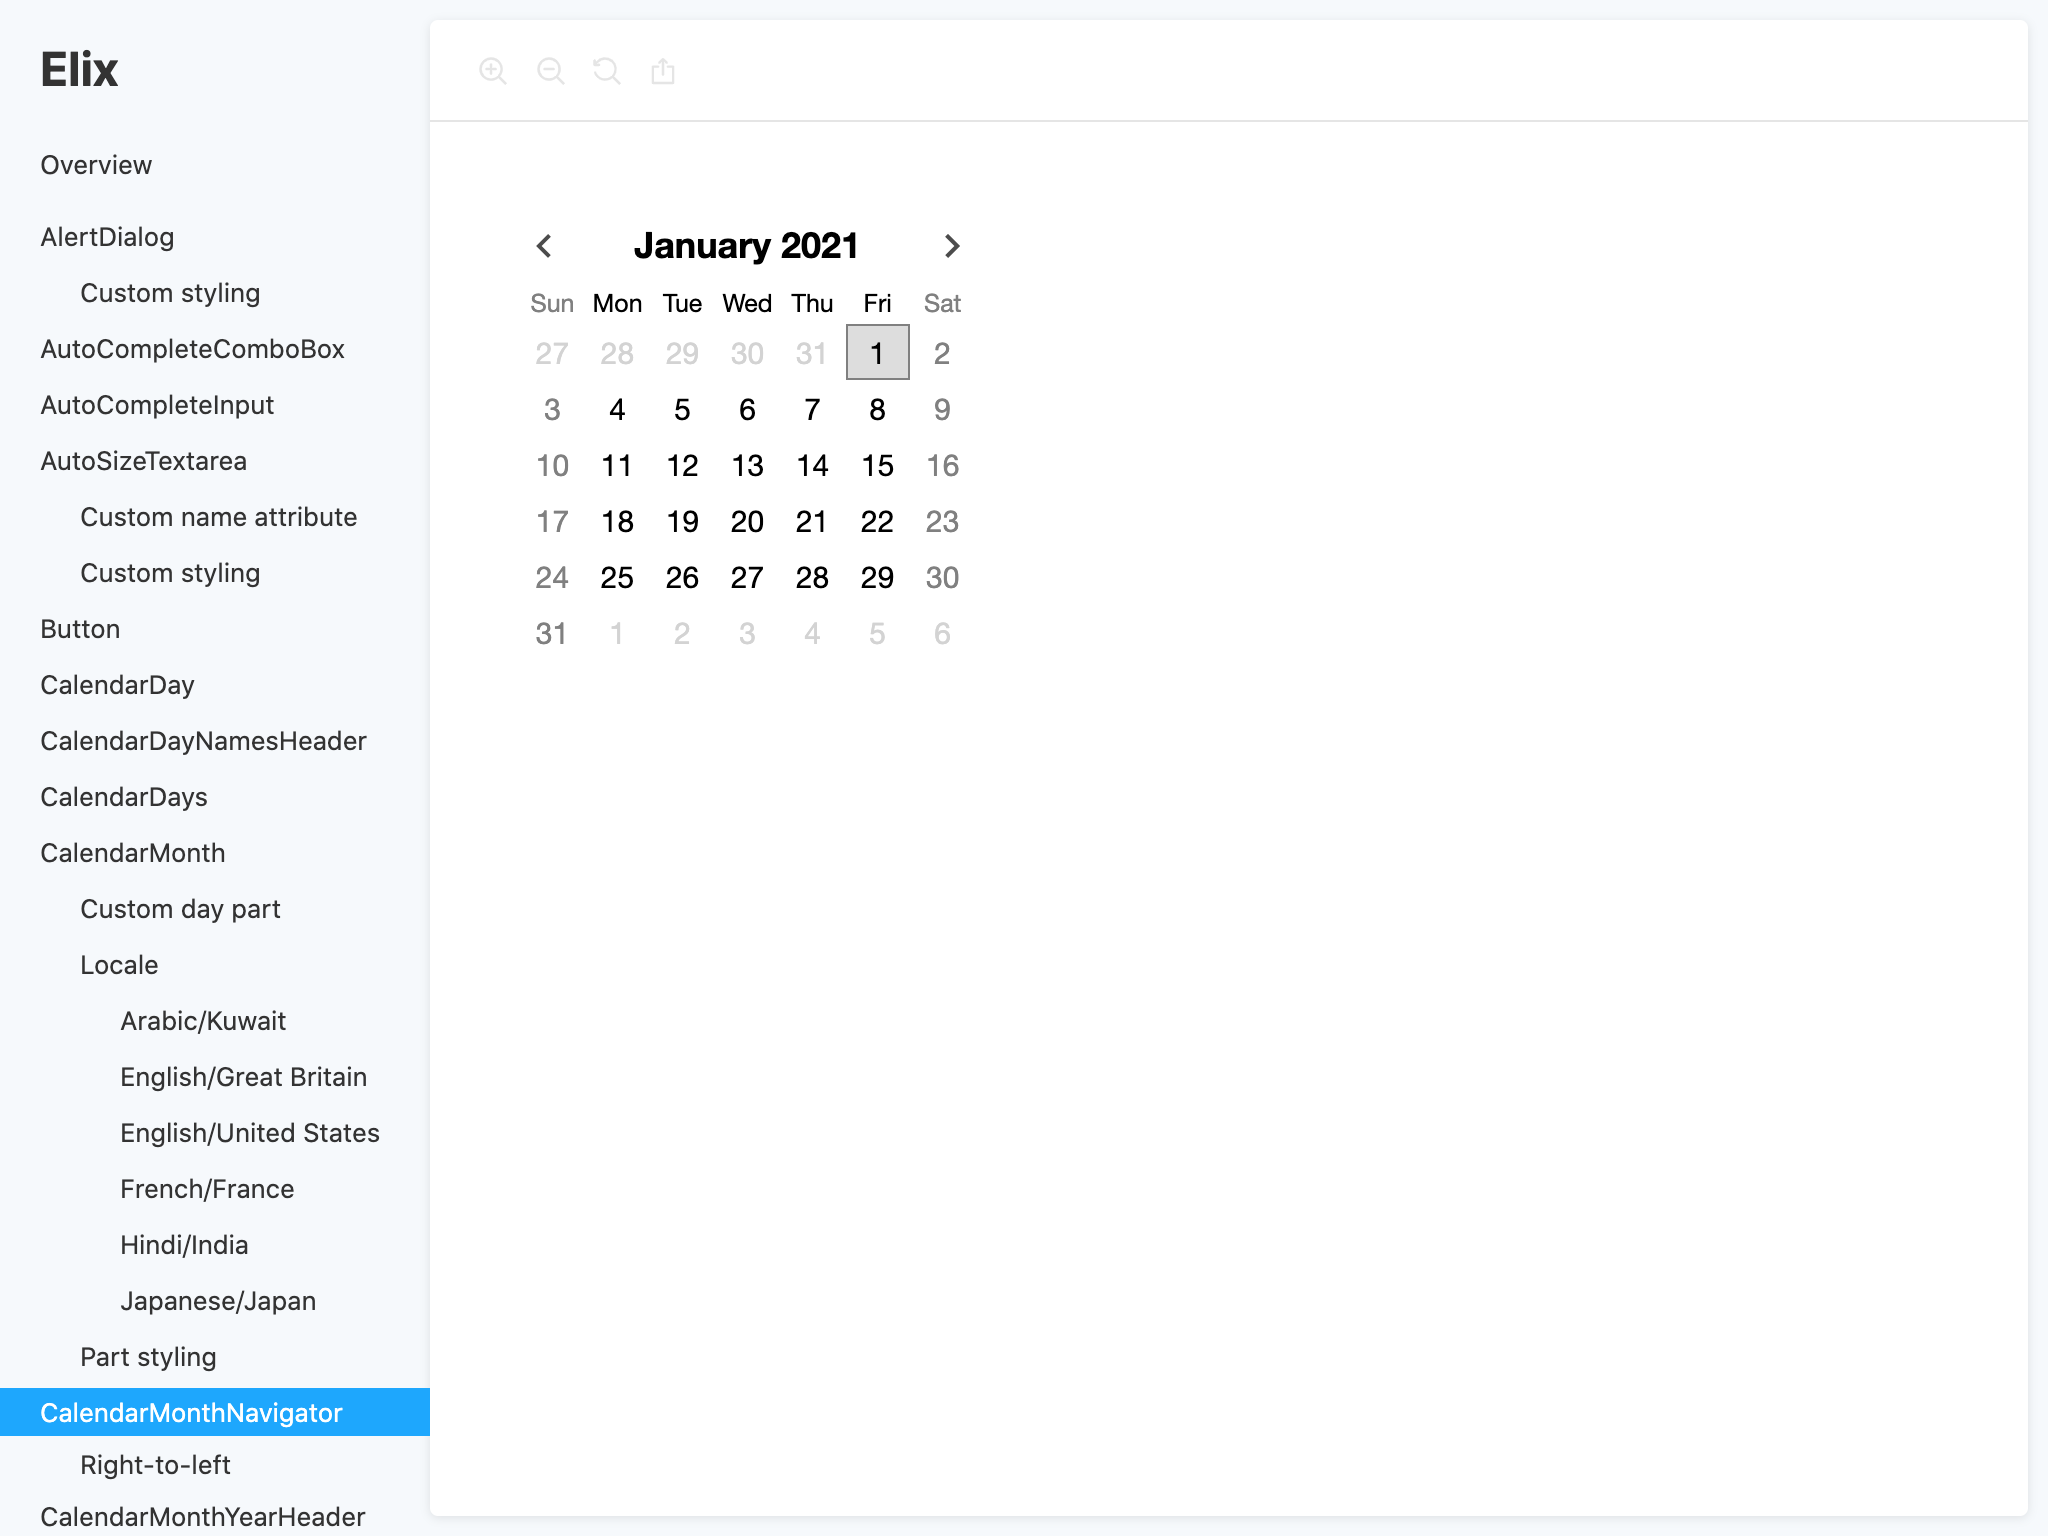 Elix
Overview
AlertDialog
Custom styling
AutoCompleteComboBox
AutoCompleteInput
AutoSizeTextarea
Custom name attribute
Custom styling
Button
CalendarDay
CalendarDayNamesHeader
CalendarDays
CalendarMonth
Custom day part
Locale
Arabic/Kuwait
English/Great Britain
English/United States
French/France
Hindi/India
Japanese/Japan
Part styling
CalendarMonthNavigator
Right-to-left
CalendarMonthYearHeader
January 2021
Sun Mon Tue Wed Thu Fri Sat
27 28 29 30 31 1 2
3 4 5 6 7 8 9
10 11 12 13 14 15 16
17 18 19 20 21 22 23
24 25 26 27 28 29 30
31 1 2 3 4 5 6